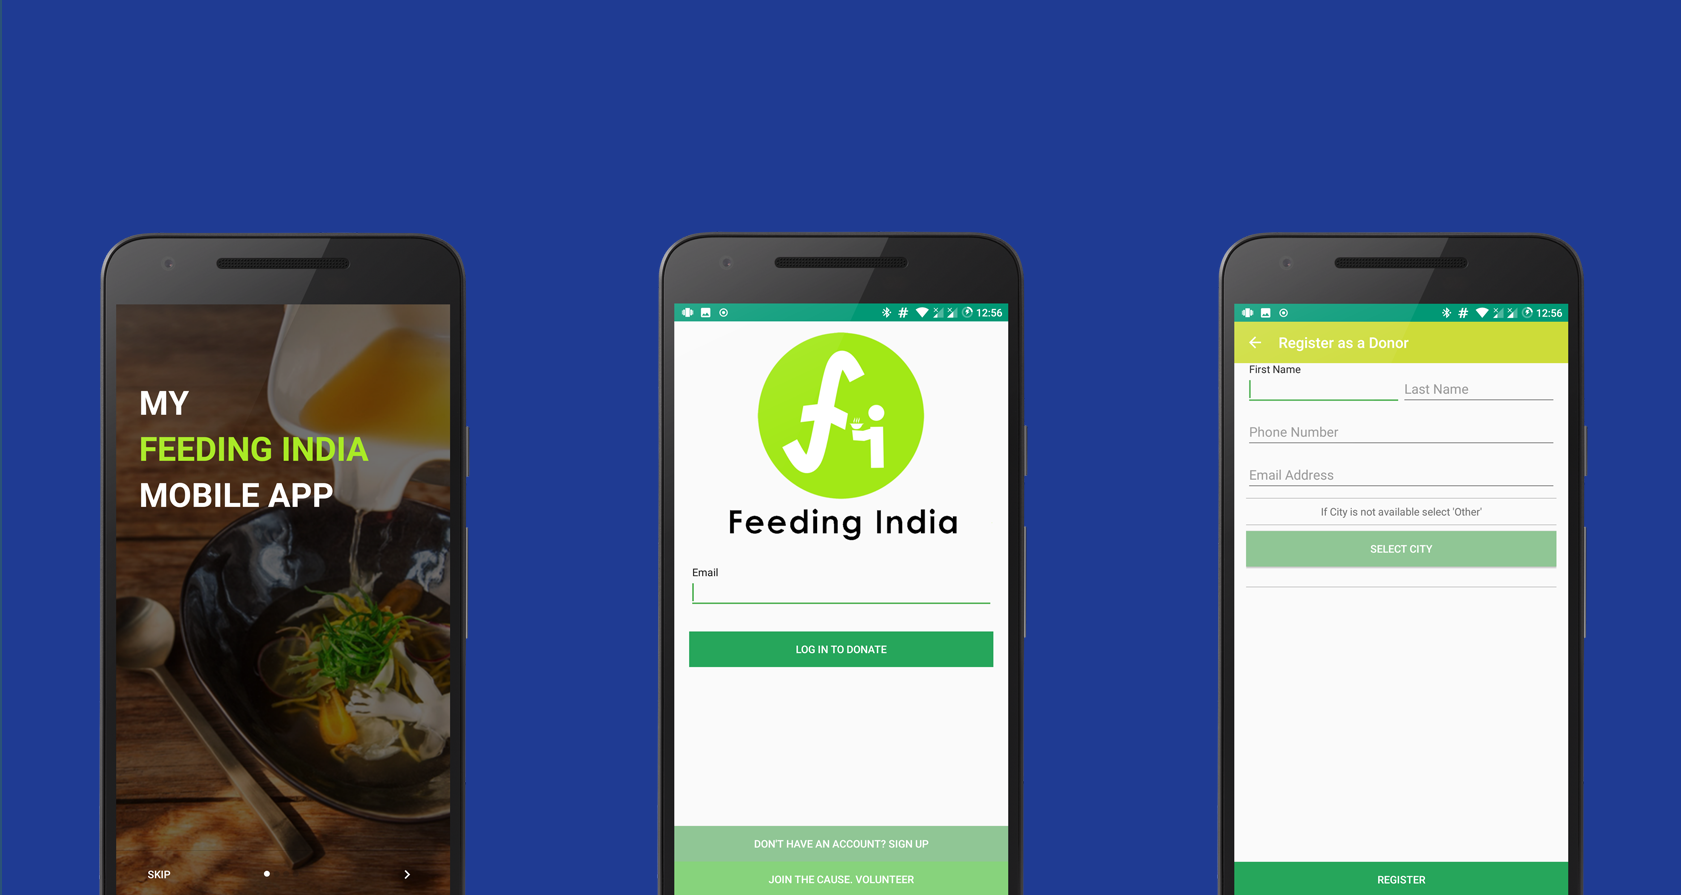 MY
FEEDING INDIA
MOBILE APP
SKIP
12:56
fi
Feeding India
Email
LOG IN TO DONATE
DON'T HAVE AN ACCOUNT? SIGN UP
JOIN THE CAUSE. VOLUNTEER
12:56
Register as a Donor
First Name
Last Name
Phone Number
Email Address
If City is not available select 'Other'
SELECT CITY
REGISTER